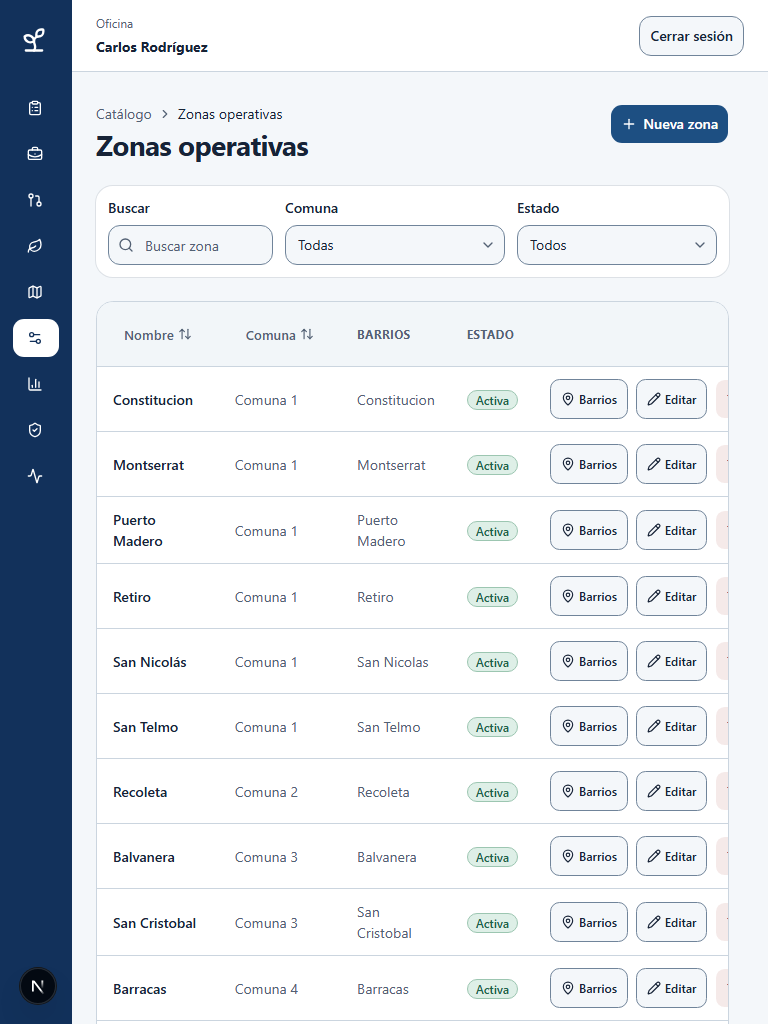 Oficina
Carlos Rodríguez
Cerrar sesión
Catálogo > Zonas operativas
Zonas operativas
+ Nueva zona
Buscar
Comuna
Estado
Buscar zona
Todas
Todos
Nombre
Comuna
BARRIOS
ESTADO
Constitucion Comuna 1 Constitucion Activa Barrios Editar
Montserrat Comuna 1 Montserrat Activa Barrios Editar
Puerto
Madero
Comuna 1
Puerto
Madero
Activa Barrios Editar
Retiro Comuna 1 Retiro Activa Barrios Editar
San Nicolás Comuna 1 San Nicolas Activa Barrios Editar
San Telmo Comuna 1 San Telmo Activa Barrios Editar
Recoleta Comuna 2 Recoleta Activa Barrios Editar
Balvanera Comuna 3 Balvanera Activa Barrios Editar
San Cristobal Comuna 3
San
Cristobal
Activa Barrios Editar
Barracas Comuna 4 Barracas Activa Barrios Editar
N